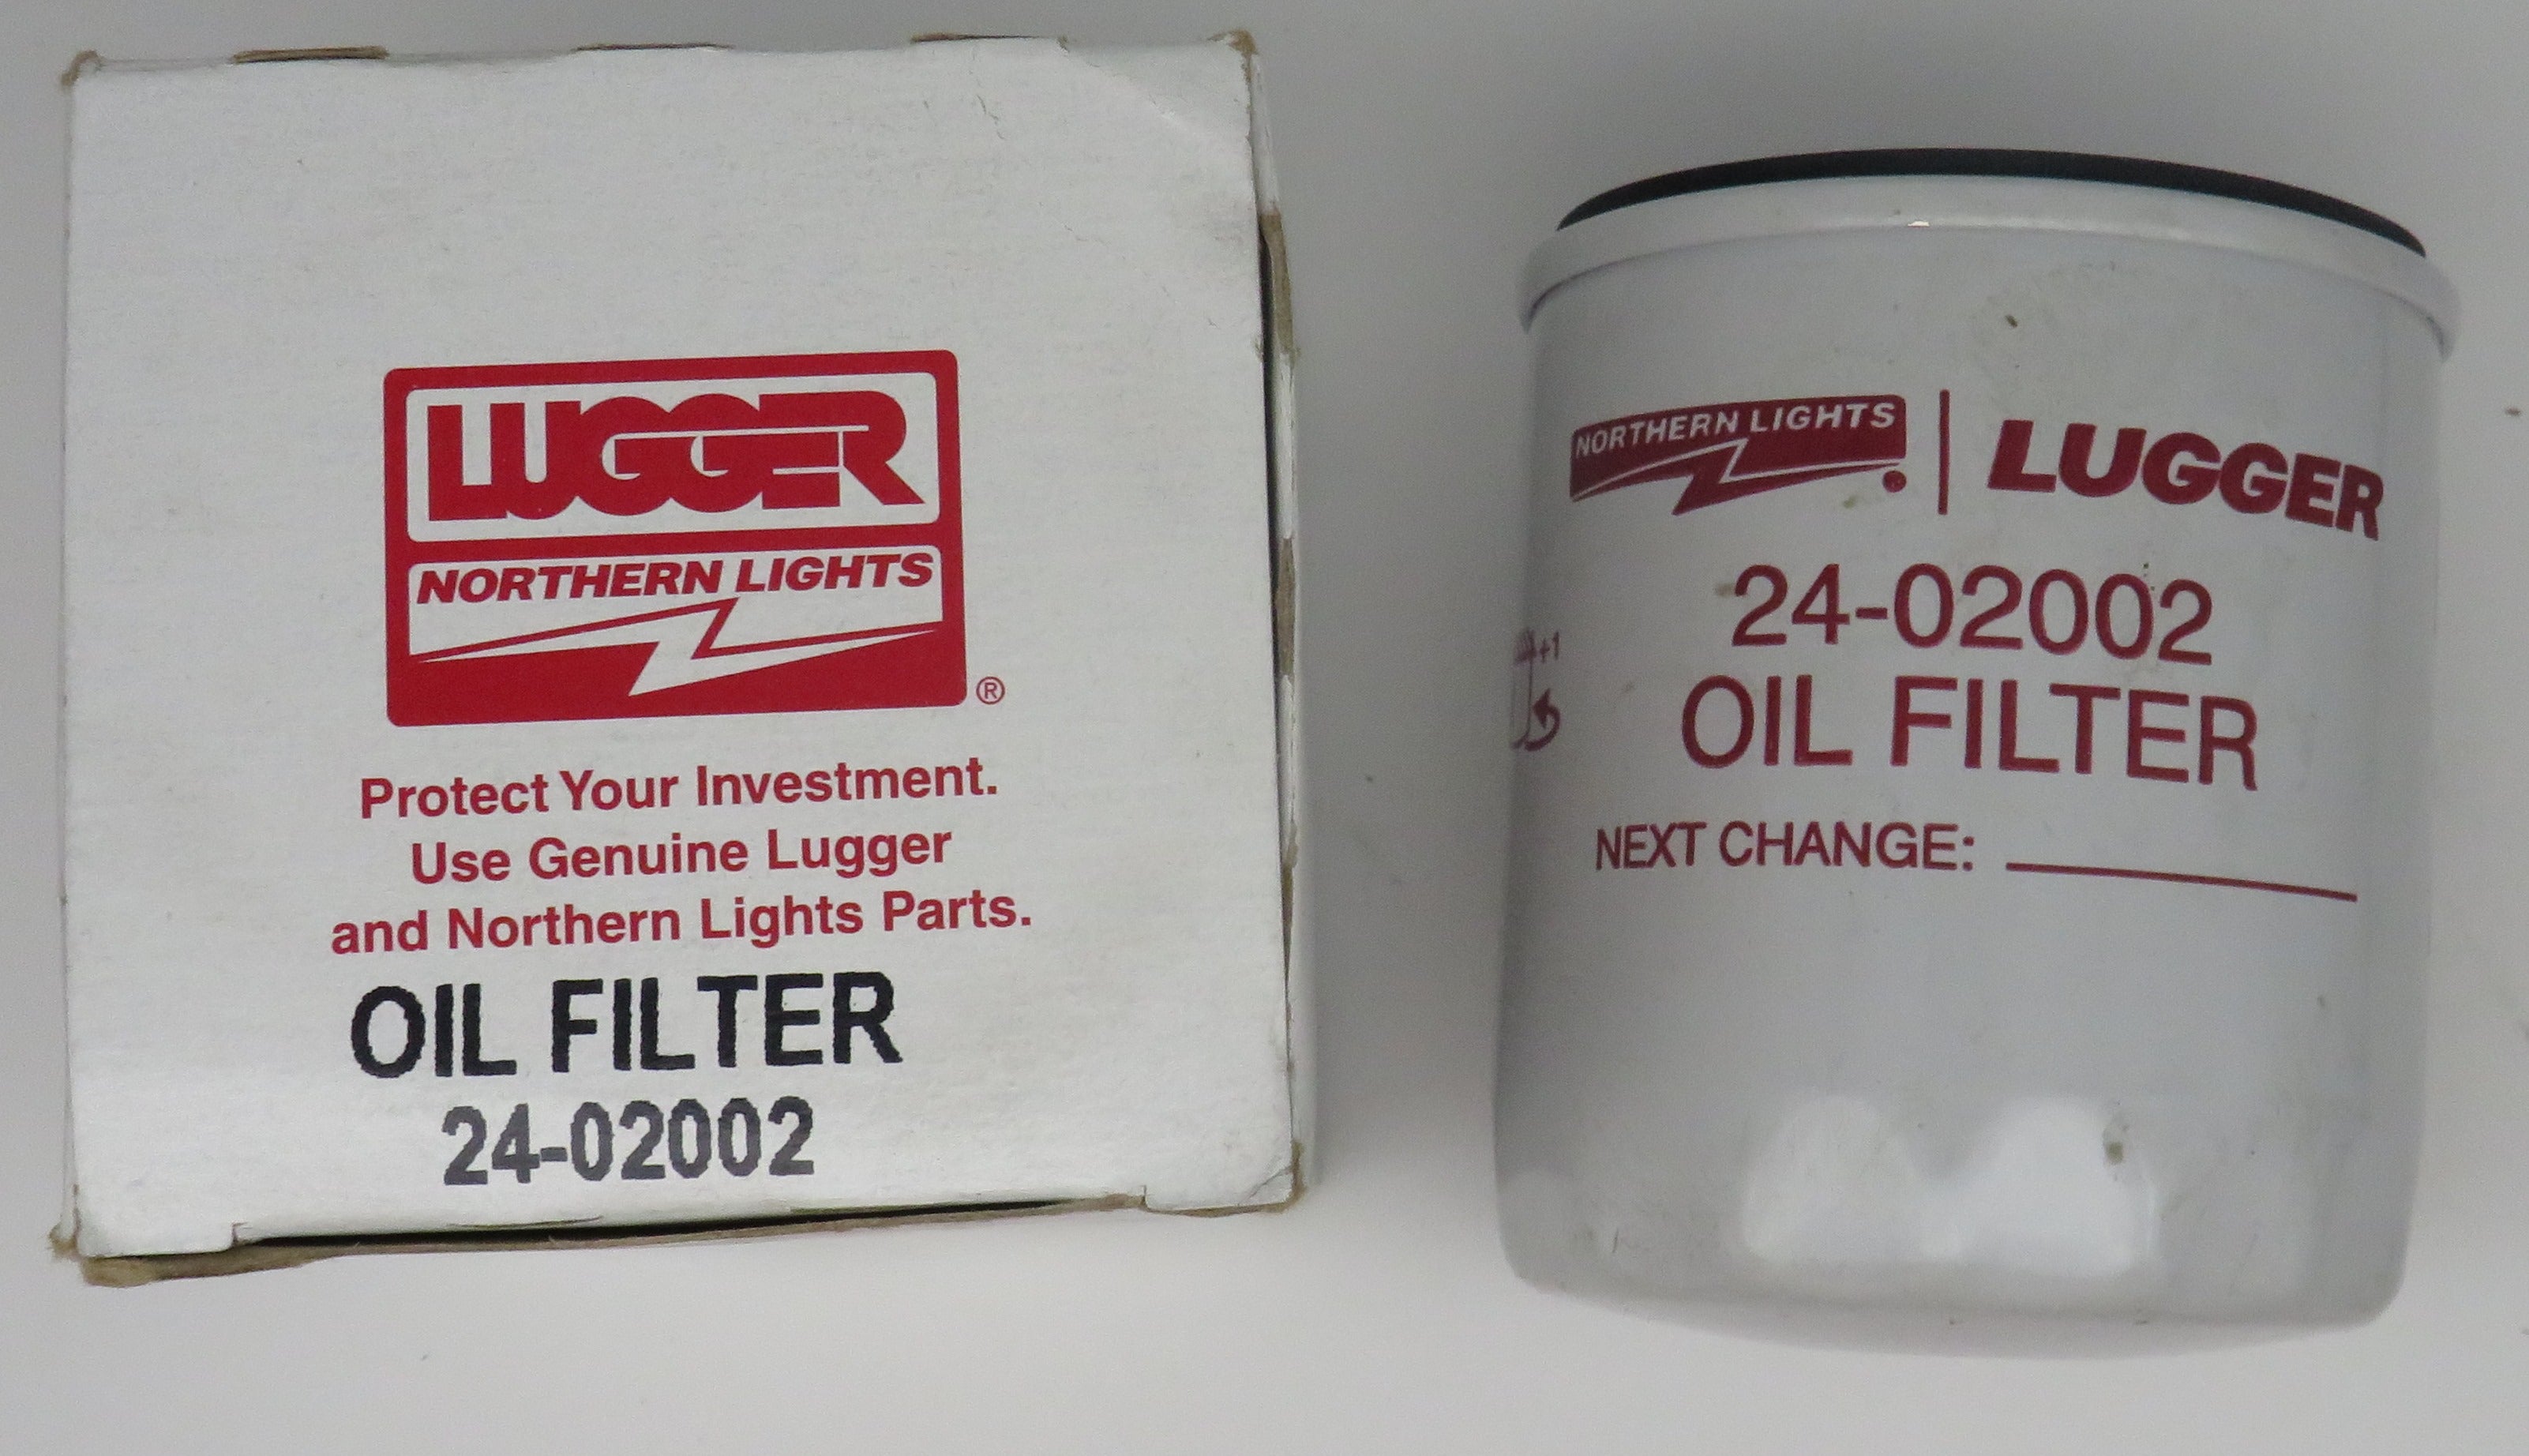 LUGGER
NORTHERN LIGHTS
®
Protect Your Investment.
Use Genuine Lugger
and Northern Lights Parts.
OIL FILTER
24-02002
NORTHERN LIGHTS ® | LUGGER
24-02002
OIL FILTER
NEXT CHANGE:
+1